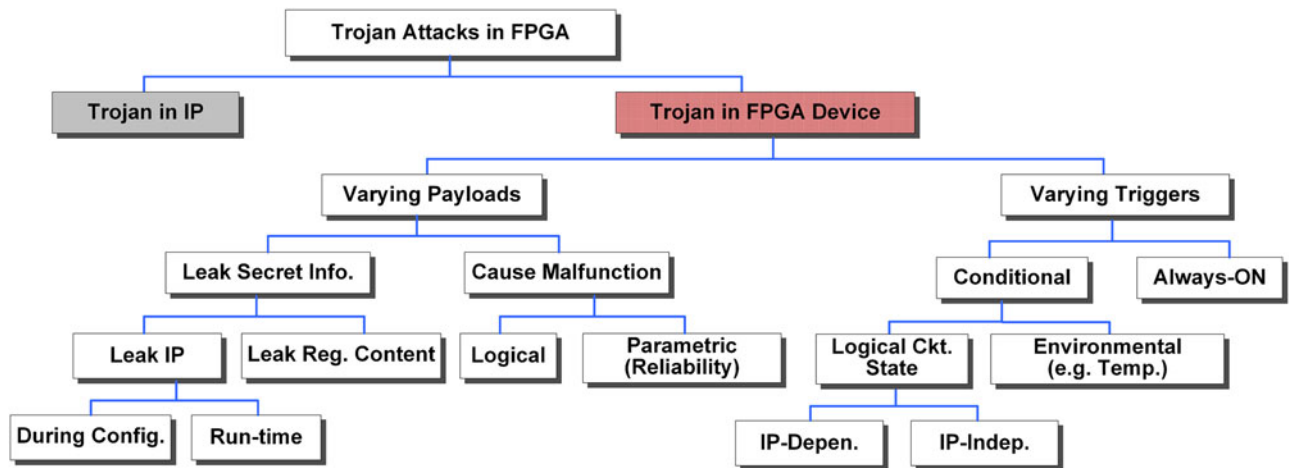 Trojan Attacks in FPGA
Trojan in IP
Trojan in FPGA Device
Varying Payloads
Varying Triggers
Leak Secret Info.
Cause Malfunction
Conditional
Always-ON
Leak IP
Leak Reg. Content
Logical
Parametric
(Reliability)
Logical Ckt.
State
Environmental
(e.g. Temp.)
During Config.
Run-time
IP-Depen.
IP-Indep.